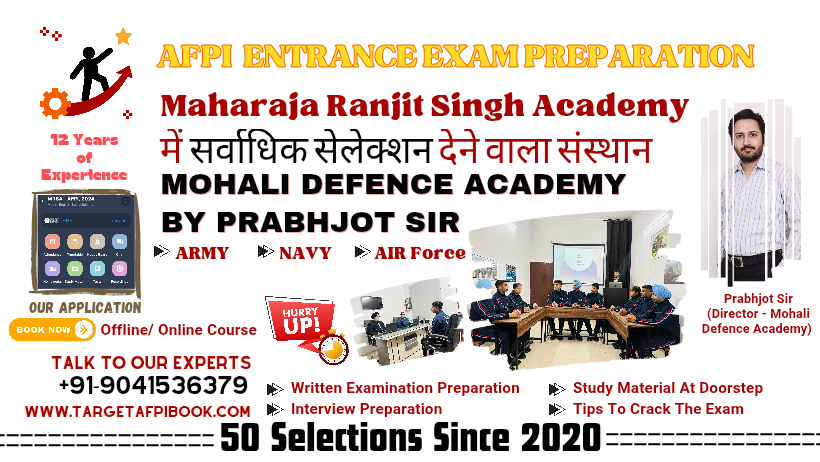 AFPI ENTRANCE EXAM PREPARATION
Maharaja Ranjit Singh Academy
में सर्वाधिक सेलेक्शन देने वाला संस्थान
MOHALI DEFENCE ACADEMY
BY PRABHJOT SIR
ARMY NAVY AIR Force
12 Years
of
Experience
OUR APPLICATION
BOOK NOW
Offline/ Online Course
HURRY
UP!
Prabhjot Sir
(Director - Mohali
Defence Academy)
TALK TO OUR EXPERTS
+91-9041536379
WWW.TARGETAFPIBOOK.COM
Written Examination Preparation
Interview Preparation
Study Material At Doorstep
Tips To Crack The Exam
50 Selections Since 2020